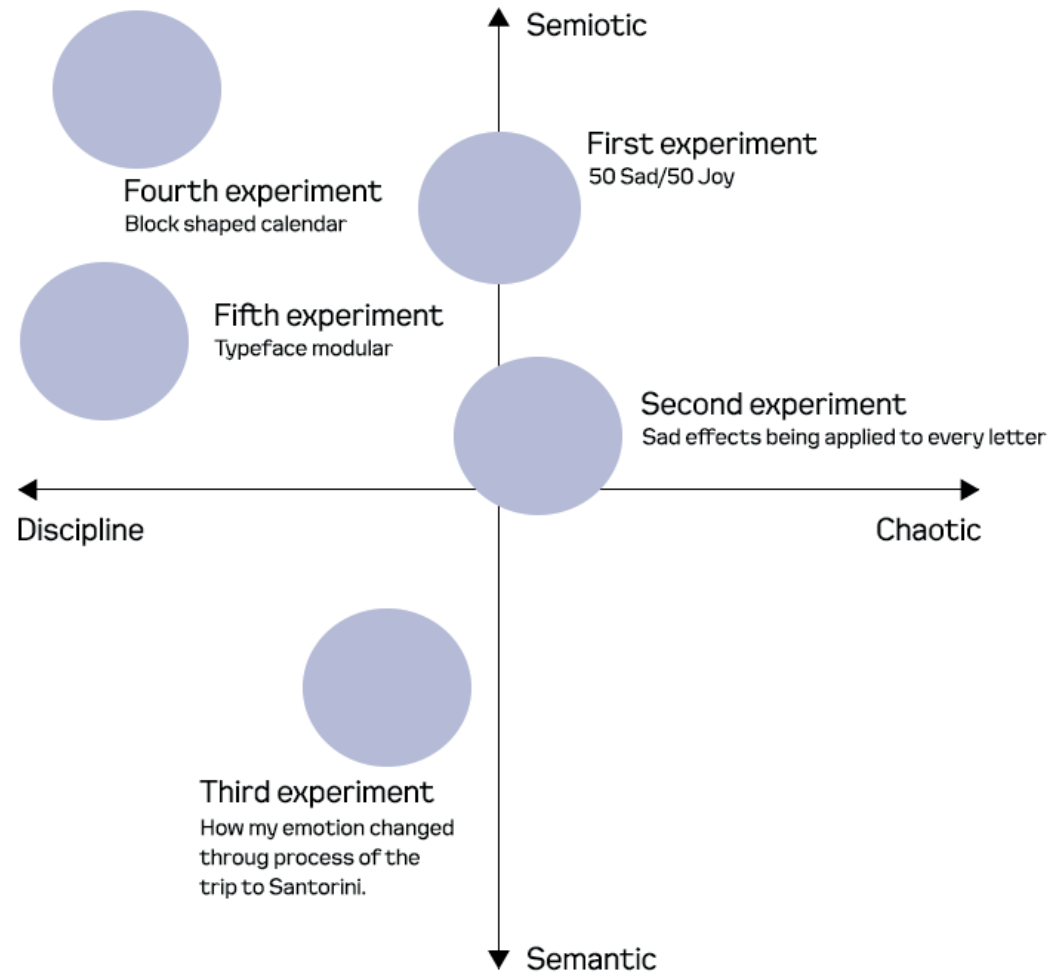 Semiotic
First experiment
50 Sad/50 Joy
Fourth experiment
Block shaped calendar
Fifth experiment
Typeface modular
Second experiment
Sad effects being applied to every letter
Discipline
Chaotic
Third experiment
How my emotion changed
throug process of the
trip to Santorini.
Semantic